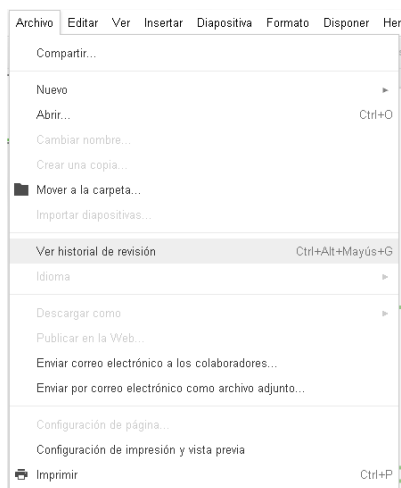 Archivo Editar Ver Insertar Diapositiva Formato Disponer Her
Compartir...
Nuevo
Abrir... Ctrl+O
Cambiar nombre...
Crear una copia...
Mover a la carpeta...
Importar diapositivas...
Ver historial de revisión Ctrl+Alt+Mayús+G
Idioma
Descargar como
Publicar en la Web...
Enviar correo electrónico a los colaboradores...
Enviar por correo electrónico como archivo adjunto...
Configuración de página...
Configuración de impresión y vista previa
Imprimir Ctrl+P